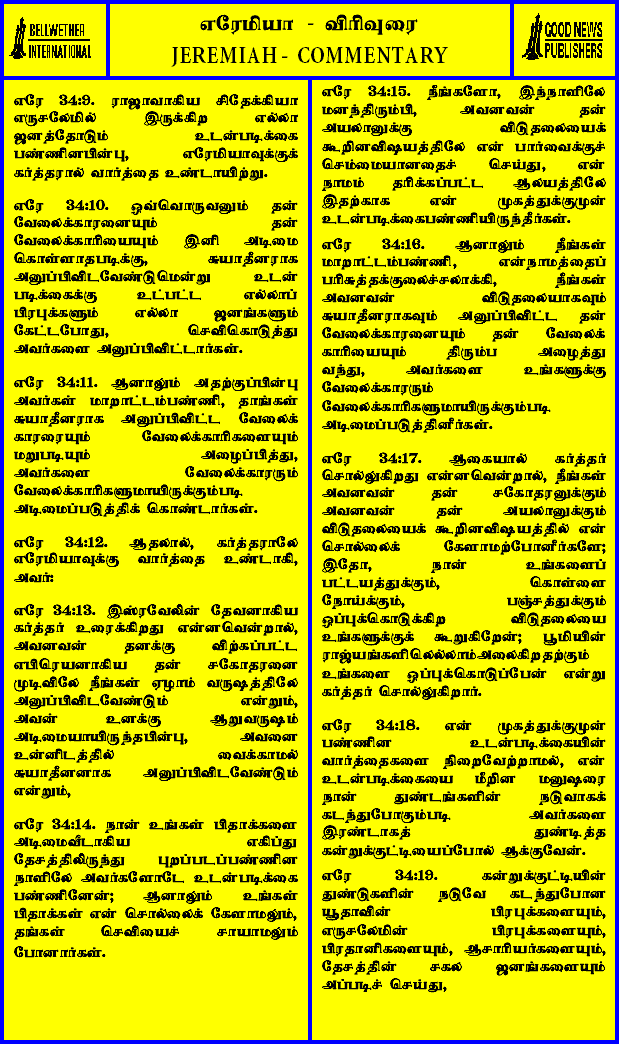 BELLWETHER
INTERNATIONAL
எரேமியா - விரிவுரை
JEREMIAH - COMMENTARY
GOOD NEWS
PUBLISHERS
எரே 34:9. ராஜாவாகிய சிதேக்கியா
எருசலேமில் இருக்கிற எல்லா
ஜனத்தோடும் உடன்படிக்கை
பண்ணினபின்பு, எரேமியாவுக்குக்
கர்த்தரால் வார்த்தை உண்டாயிற்று.
எரே 34:10. ஒவ்வொருவனும் தன்
வேலைக்காரனையும் தன்
வேலைக்காரியையும் இனி அடிமை
கொள்ளாதபடிக்கு, சுயாதீனராக
அனுப்பிவிடவேண்டுமென்று உடன்
படிக்கைக்கு உட்பட்ட எல்லாப்
பிரபுக்களும் எல்லா ஜனங்களும்
கேட்டபோது, செவிகொடுத்து
அவர்களை அனுப்பிவிட்டார்கள்.
எரே 34:11. ஆனாலும் அதற்குப்பின்பு
அவர்கள் மாறாட்டம்பண்ணி, தாங்கள்
சுயாதீனராக அனுப்பிவிட்ட வேலைக்
காரரையும் வேலைக்காரிகளையும்
மறுபடியும் அழைப்பித்து,
அவர்களை வேலைக்காரரும்
வேலைக்காரிகளுமாயிருக்கும்படி
அடிமைப்படுத்திக் கொண்டார்கள்.
எரே 34:12. ஆதலால், கர்த்தராலே
எரேமியாவுக்கு வார்த்தை உண்டாகி,
அவர்:
எரே 34:13. இஸ்ரவேலின் தேவனாகிய
கர்த்தர் உரைக்கிறது என்னவென்றால்,
அவனவன் தனக்கு விற்கப்பட்ட
எபிரெயனாகிய தன் சகோதரனை
முடிவிலே நீங்கள் ஏழாம் வருஷத்திலே
அனுப்பிவிடவேண்டும் என்றும்,
அவன் உனக்கு ஆறுவருஷம்
அடிமையாயிருந்தபின்பு, அவனை
உன்னிடத்தில் வைக்காமல்
சுயாதீனனாக அனுப்பிவிடவேண்டும்
என்றும்,
எரே 34:14. நான் உங்கள் பிதாக்களை
அடிமைவீடாகிய எகிப்து
தேசத்திலிருந்து புறப்படப்பண்ணின
நாளிலே அவர்களோடே உடன்படிக்கை
பண்ணினேன்; ஆனாலும் உங்கள்
பிதாக்கள் என் சொல்லைக் கேளாமலும்,
தங்கள் செவியைச் சாயாமலும்
போனார்கள்.
எரே 34:15. நீங்களோ, இந்நாளிலே
மனந்திரும்பி, அவனவன் தன்
அயலானுக்கு விடுதலையைக்
கூறினவிஷயத்திலே என் பார்வைக்குச்
செம்மையானதைச் செய்து, என்
நாமம் தரிக்கப்பட்ட ஆலயத்திலே
இதற்காக என் முகத்துக்குமுன்
உடன்படிக்கைபண்ணியிருந்தீர்கள்.
எரே 34:16. ஆனாலும் நீங்கள்
மாறாட்டம்பண்ணி, என்நாமத்தைப்
பரிசுத்தக்குலைச்சலாக்கி, நீங்கள்
அவனவன் விடுதலையாகவும்
சுயாதீனராகவும் அனுப்பிவிட்ட தன்
வேலைக்காரனையும் தன் வேலைக்
காரியையும் திரும்ப அழைத்து
வந்து, அவர்களை உங்களுக்கு
வேலைக்காரரும்
வேலைக்காரிகளுமாயிருக்கும்படி
அடிமைப்படுத்தினீர்கள்.
எரே 34:17. ஆகையால் கர்த்தர்
சொல்லுகிறது என்னவென்றால், நீங்கள்
அவனவன் தன் சகோதரனுக்கும்
அவனவன் தன் அயலானுக்கும்
விடுதலையைக் கூறினவிஷயத்தில் என்
சொல்லைக் கேளாமற்போனீர்களே;
இதோ, நான் உங்களைப்
பட்டயத்துக்கும், கொள்ளை
நோய்க்கும், பஞ்சத்துக்கும்
ஒப்புக்கொடுக்கிற விடுதலையை
உங்களுக்குக் கூறுகிறேன்; பூமியின்
ராஜ்யங்களிலெல்லாம்அலைகிறதற்கும்
உங்களை ஒப்புக்கொடுப்பேன் என்று
கர்த்தர் சொல்லுகிறார்.
எரே 34:18. என் முகத்துக்குமுன்
பண்ணின உடன்படிக்கையின்
வார்த்தைகளை நிறைவேற்றாமல், என்
உடன்படிக்கையை மீறின மனுஷரை
நான் துண்டங்களின் நடுவாகக்
கடந்துபோகும்படி அவர்களை
இரண்டாகத் துண்டித்த
கன்றுக்குட்டியைப்போல் ஆக்குவேன்.
எரே 34:19. கன்றுக்குட்டியின்
துண்டுகளின் நடுவே கடந்துபோன
யூதாவின் பிரபுக்களையும்,
எருசலேமின் பிரபுக்களையும்,
பிரதானிகளையும், ஆசாரியர்களையும்,
தேசத்தின் சகல ஜனங்களையும்
அப்படிச் செய்து,